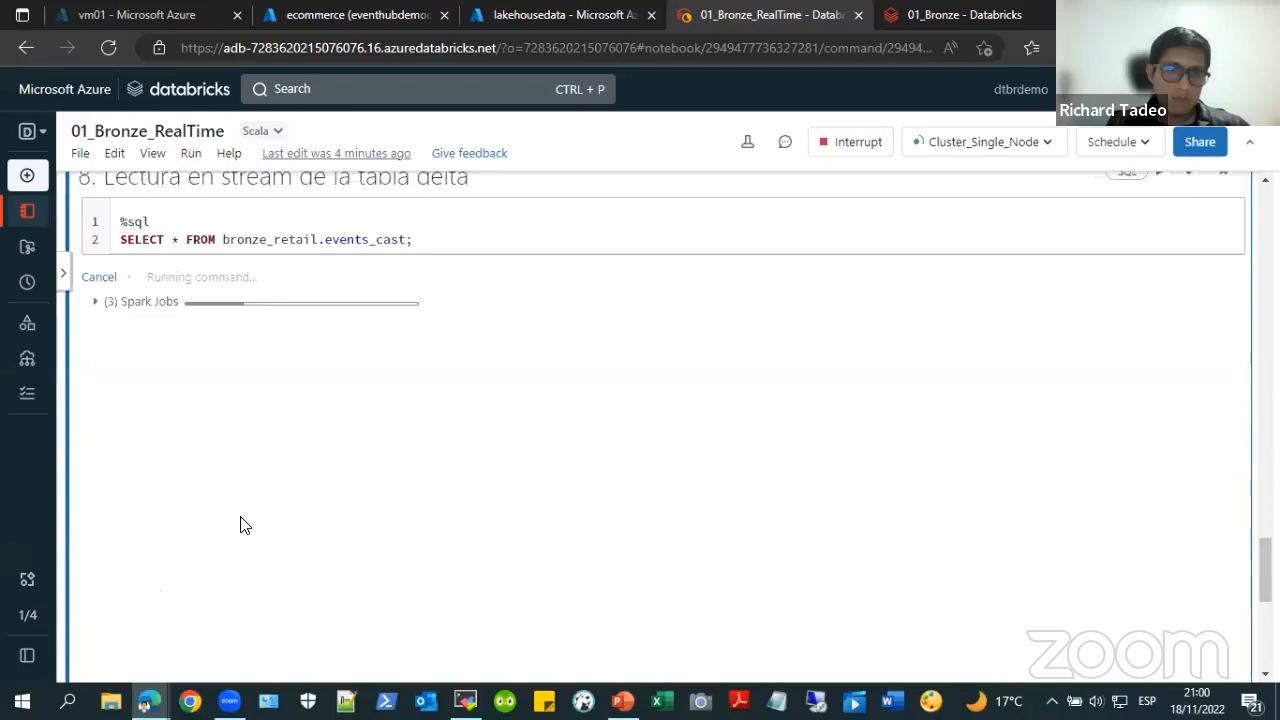 vm01 - Microsoft Azure
ecommerce (eventhubdemo
lakehousedata - Microsoft A
01_Bronze_RealTime - Datab
01_Bronze - Databricks
https://adb-7283620215076076.16.azuredatabricks.net/?o=7283620215076076#notebook/2949477736327281/command/29494...
Microsoft Azure
databricks
Search
CTRL + P
dtbrdemo
Richard Tadeo
01_Bronze_RealTime
Scala
File
Edit
View
Run
Help
Last edit was 4 minutes ago
Give feedback
Interrupt
Cluster_Single_Node
Schedule
Share
8. Lectura en stream de la tabla delta
SQL
1 %sql
2 SELECT * FROM bronze_retail.events_cast;
Cancel
Running command...
(3) Spark Jobs
1/4
zoom
zoom
17°C
ESP
21:00
18/11/2022
21